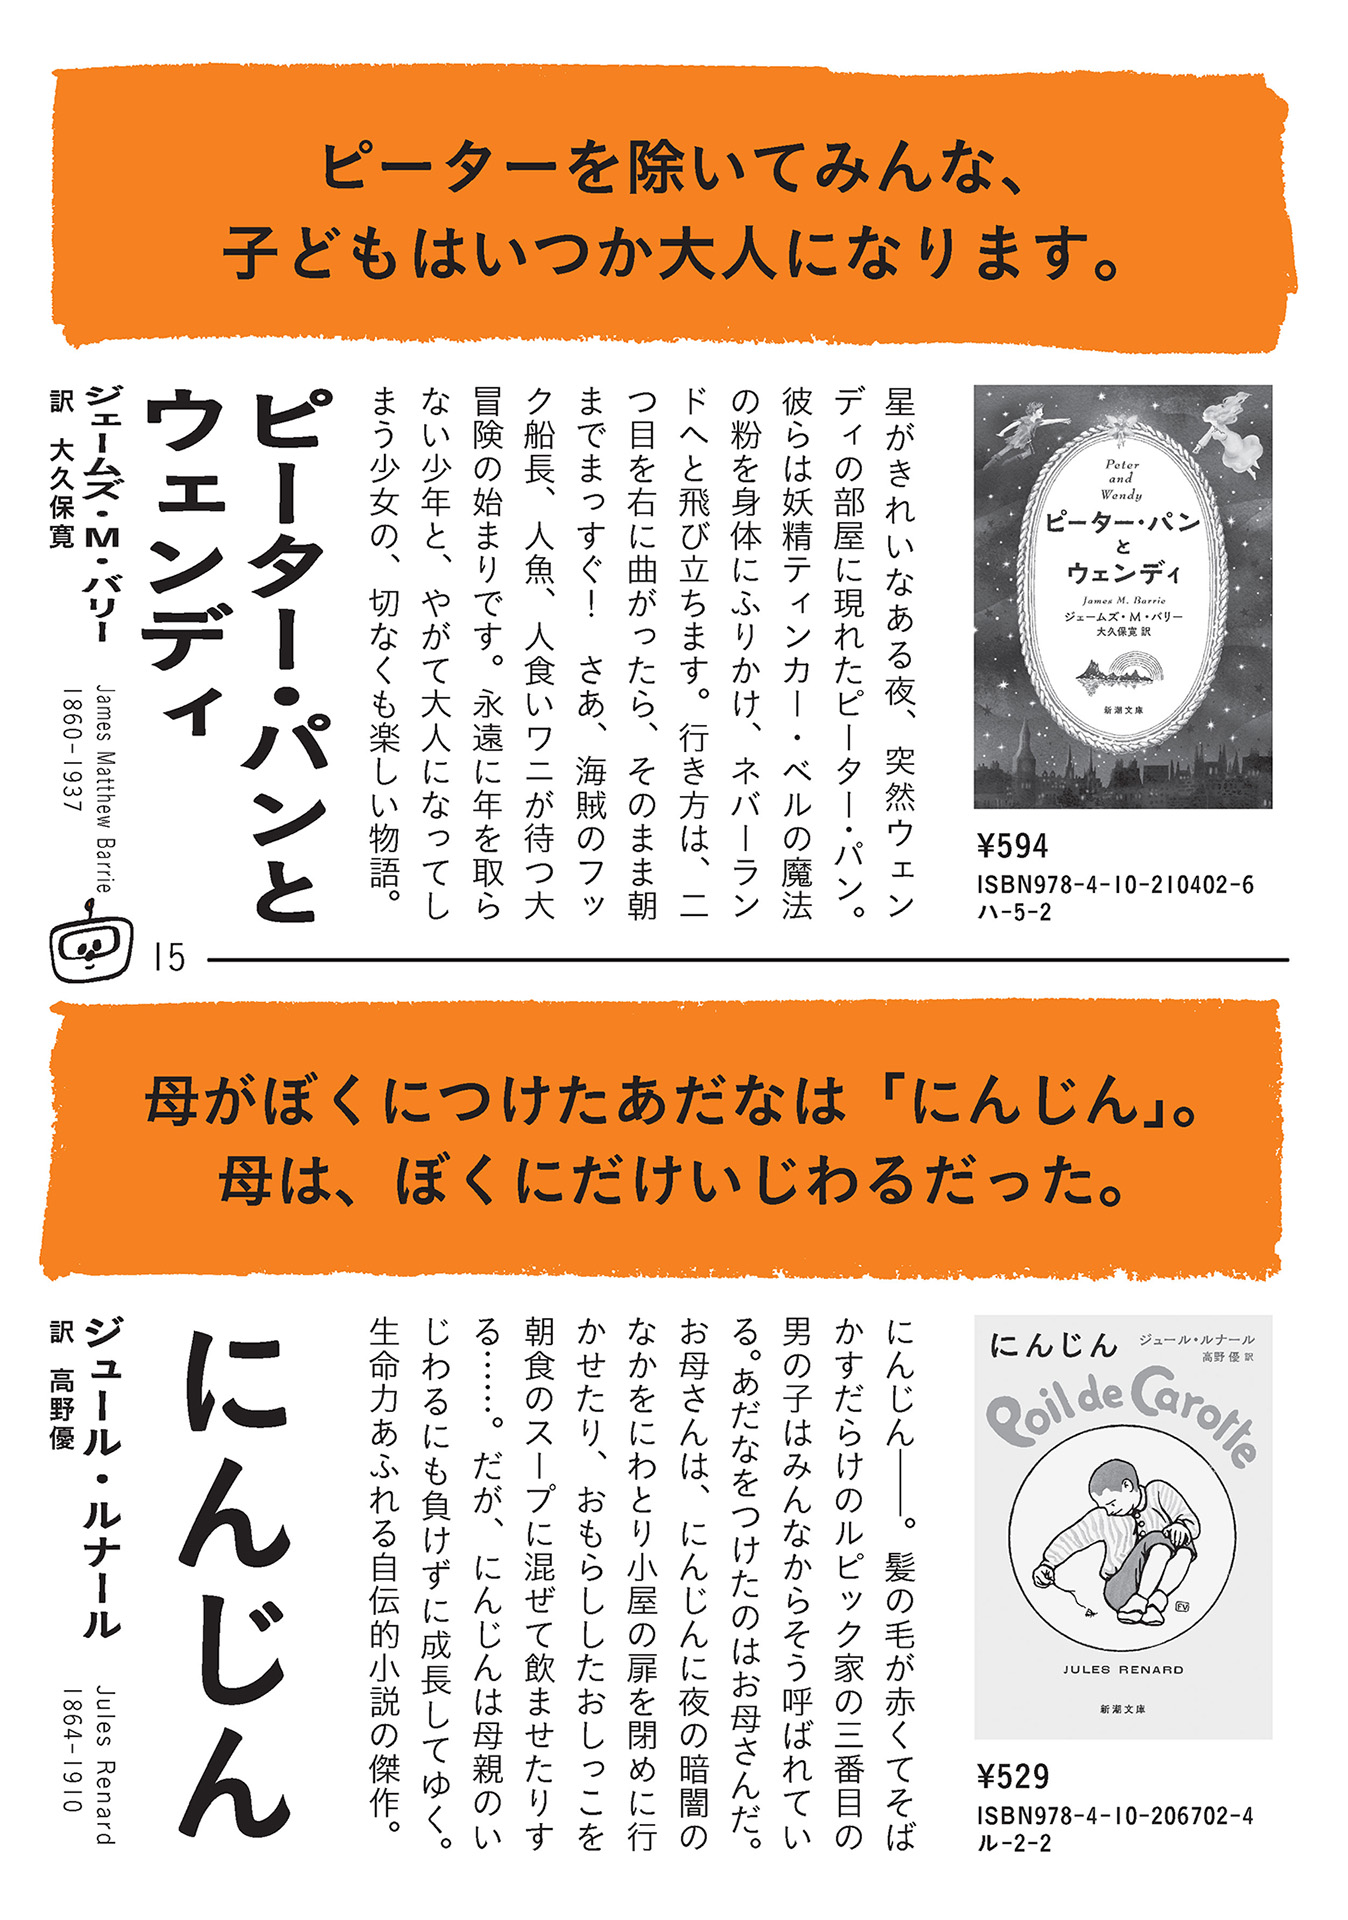 ピーターを除いてみんな、
子どもはいつか大人になります。
Peter
and
Wendy
ピーター・パン
と
ウェンディ
James M. Barrie
ジェームズ・M・バリー
大久保寛 訳
新潮文庫
¥594
ISBN978-4-10-210402-6
ハ-5-2
星がきれいなある夜、突然ウェン
ディの部屋に現れたピーター・パン。
彼らは妖精ティンカー・ベルの魔法
の粉を身体にふりかけ、ネバーラン
ドへと飛び立ちます。行き方は、二
つ目を右に曲がったら、そのまま朝
までまっすぐ！　さあ、海賊のフッ
ク船長、人魚、人食いワニが待つ大
冒険の始まりです。永遠に年を取ら
ない少年と、やがて大人になってし
まう少女の、切なくも楽しい物語。
ピーター・パンと
ウェンディ
ジェームズ・M・バリー
James Matthew Barrie
1860-1937
訳　大久保寛
15
母がぼくにつけたあだなは「にんじん」。
母は、ぼくにだけいじわるだった。
にんじん
ジュール・ルナール
高野 優 訳
Poil de Carotte
FV
JULES RENARD
新潮文庫
¥529
ISBN978-4-10-206702-4
ル-2-2
にんじん――。髪の毛が赤くてそば
かすだらけのルピック家の三番目の
男の子はみんなからそう呼ばれてい
る。あだなをつけたのはお母さんだ。
お母さんは、にんじんに夜の暗闇の
なかをにわとり小屋の扉を閉めに行
かせたり、おもらししたおしっこを
朝食のスープに混ぜて飲ませたりす
る……。だが、にんじんは母親のい
じわるにも負けずに成長してゆく。
生命力あふれる自伝的小説の傑作。
にんじん
ジュール・ルナール
Jules Renard
1864-1910
訳　高野優